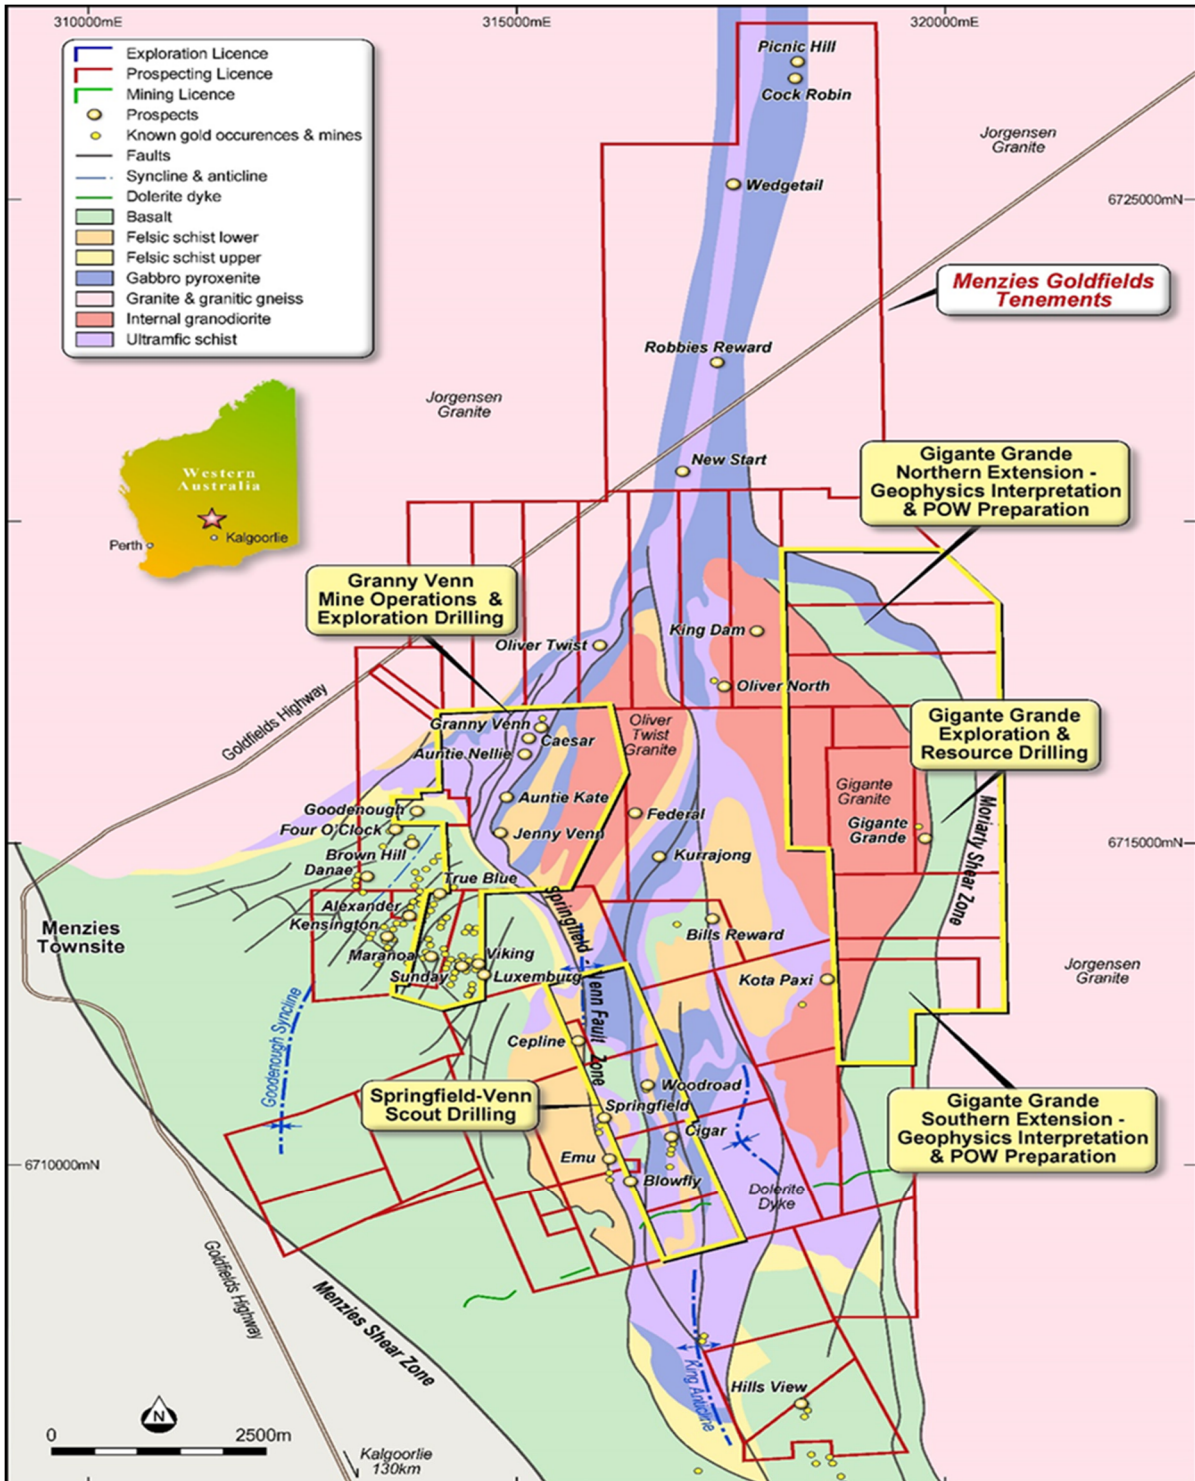 310000mE
315000mE
320000mE
Exploration Licence
Prospecting Licence
Mining Licence
Prospects
Known gold occurences & mines
Faults
Syncline & anticline
Dolerite dyke
Basalt
Felsic schist lower
Felsic schist upper
Gabbro pyroxenite
Granite & granitic gneiss
Internal granodiorite
Ultramfic schist
Picnic Hill
Cock Robin
Jorgensen
Granite
Wedgetail
6725000mN
Menzies Goldfields
Tenements
Robbies Reward
Jorgensen
Granite
New Start
Western
Australia
Perth
Kalgoorlie
Gigante Grande
Northern Extension -
Geophysics Interpretation
& POW Preparation
Granny Venn
Mine Operations &
Exploration Drilling
Oliver Twist
King Dam
Oliver North
Goldfields Highway
Granny Venn
Caesar
Auntie Nellie
Oliver
Twist
Granite
Gigante Grande
Exploration &
Resource Drilling
Auntie Kate
Jenny Venn
Federal
Kurrajong
Gigante
Granite
Gigante
Grande
Moriarty Shear Zone
6715000mN
Goodenough
Four O'Clock
Brown Hill
Danae
True Blue
Alexander
Kensington
Maranoa
Sunday
Viking
Luxemburg
Menzies
Townsite
Springfield - Venn Fault Zone
Bills Reward
Kota Paxi
Jorgensen
Granite
Goodenough Syncline
Cepline
Woodroad
Springfield-Venn
Scout Drilling
Springfield
Cigar
Emu
Blowfly
Gigante Grande
Southern Extension -
Geophysics Interpretation
& POW Preparation
6710000mN
Dolerite
Dyke
Goldfields Highway
Menzies Shear Zone
King Anticline
Hills View
N
0
2500m
Kalgoorlie
130km